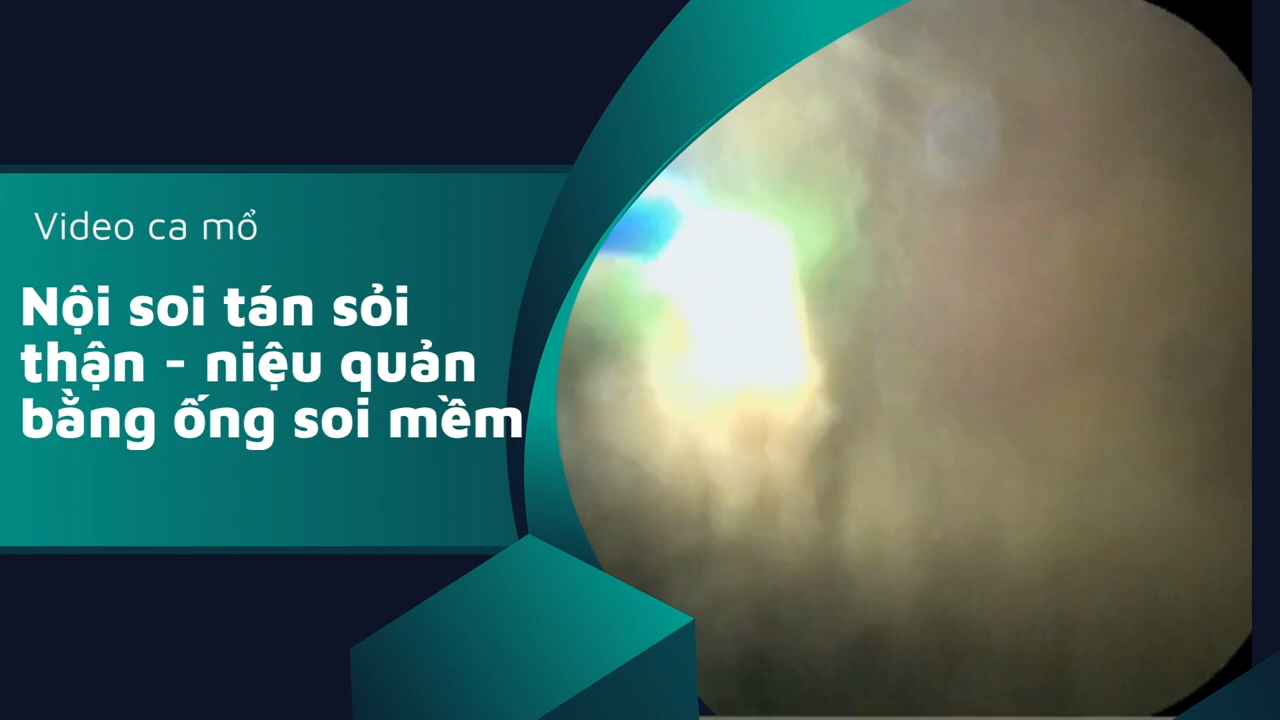 Video ca mổ
Nội soi tán sỏi
thận - niệu quản
bằng ống soi mềm